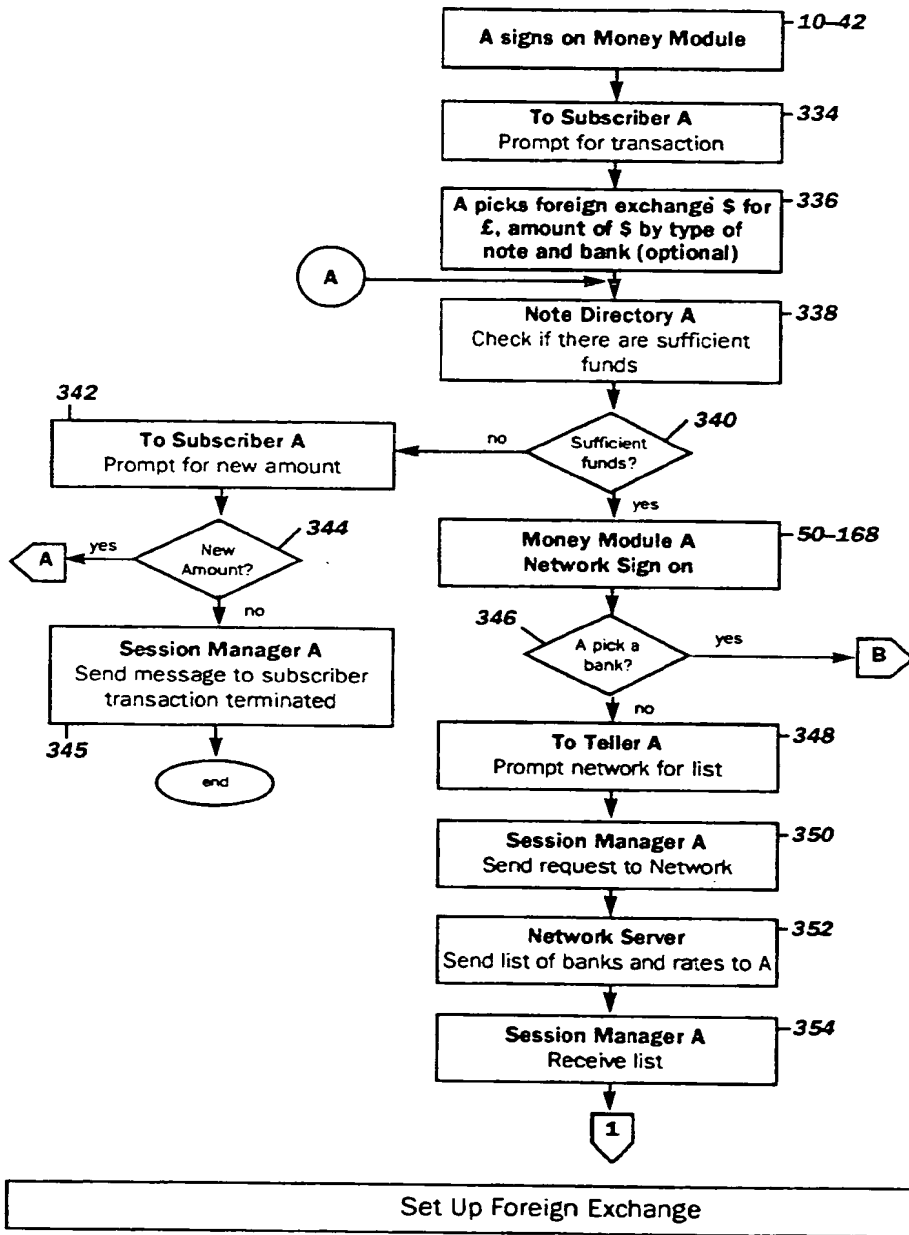 10–42
A signs on Money Module
334
To Subscriber A
Prompt for transaction
336
A picks foreign exchange $ for
£, amount of $ by type of
note and bank (optional)
A
338
Note Directory A
Check if there are sufficient
funds
342
To Subscriber A
Prompt for new amount
no
340
Sufficient
funds?
yes
A
yes
344
New
Amount?
no
50–168
Money Module A
Network Sign on
346
A pick a
bank?
yes
B
no
Session Manager A
Send message to subscriber
transaction terminated
345
end
348
To Teller A
Prompt network for list
350
Session Manager A
Send request to Network
352
Network Server
Send list of banks and rates to A
354
Session Manager A
Receive list
1
Set Up Foreign Exchange